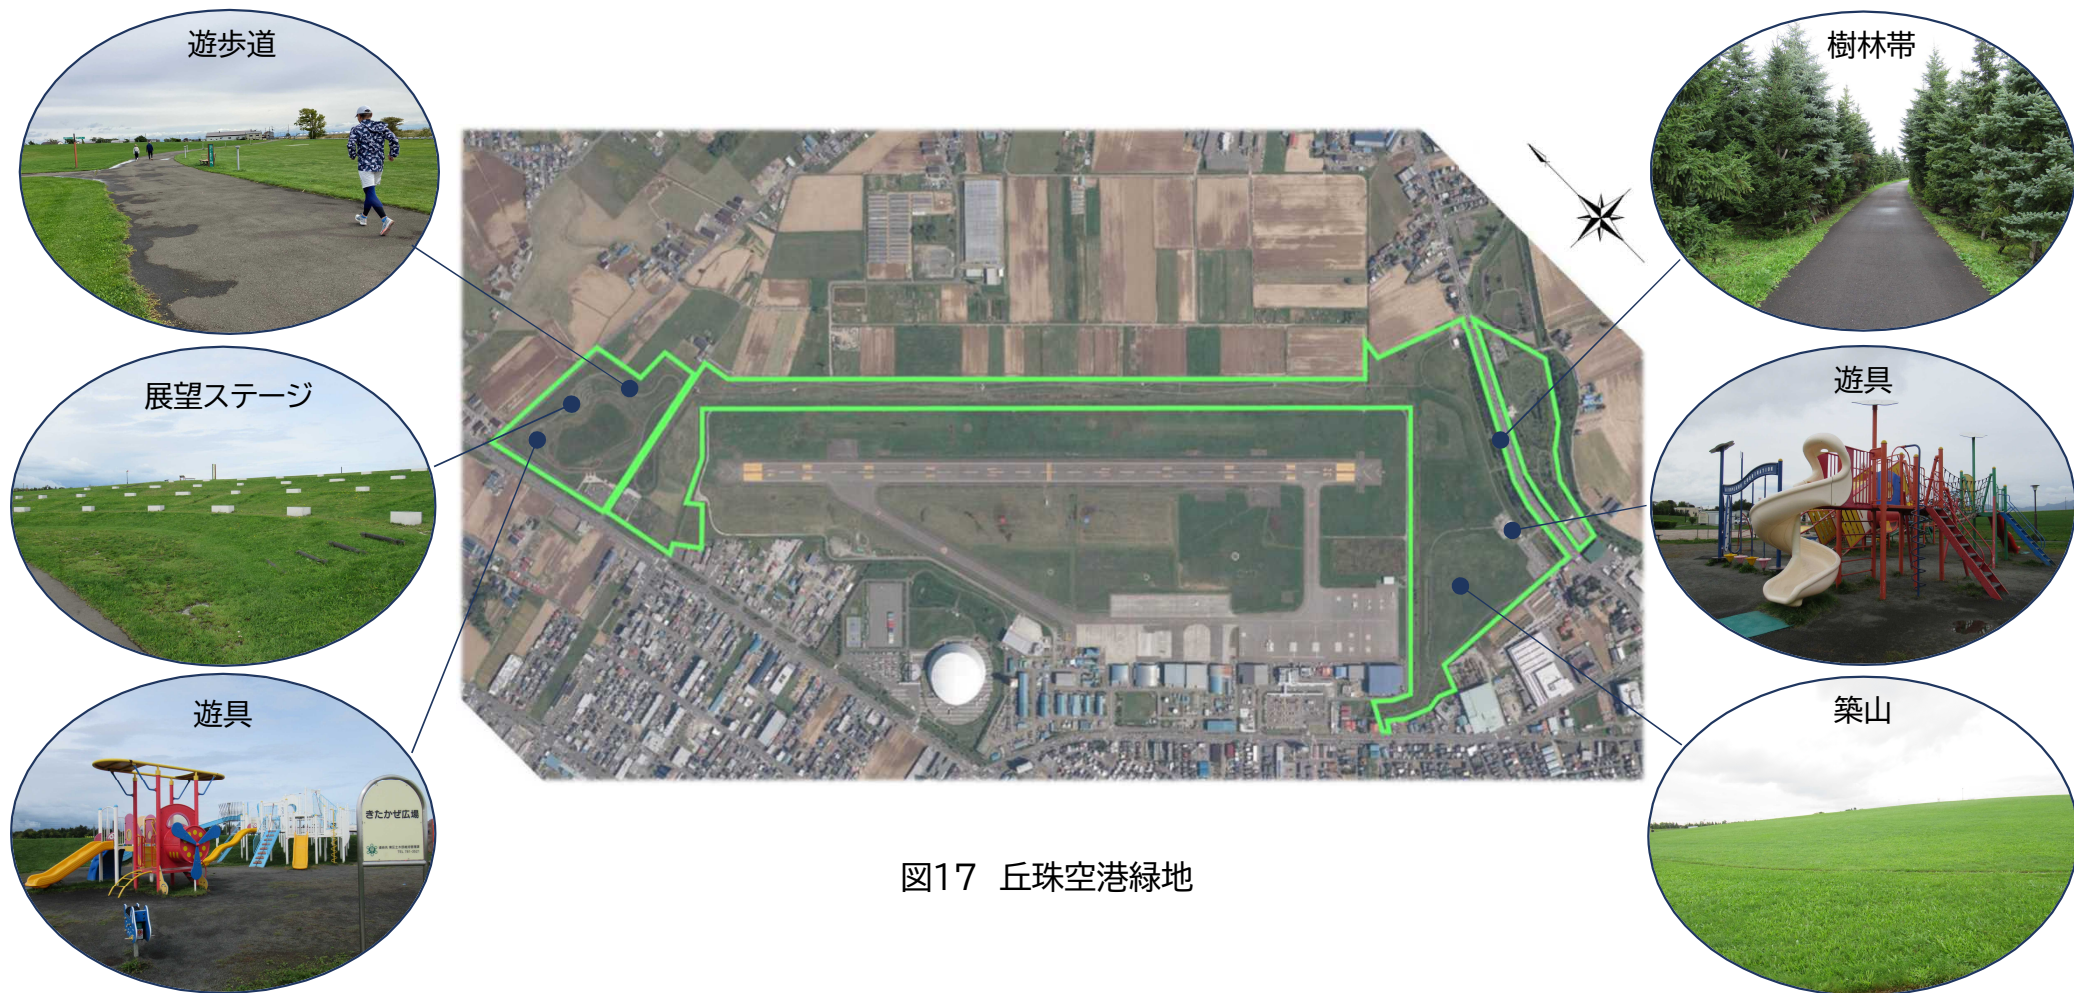 遊歩道
樹林帯
展望ステージ
遊具
遊具
きたかぜ広場
築山
図17 丘珠空港緑地